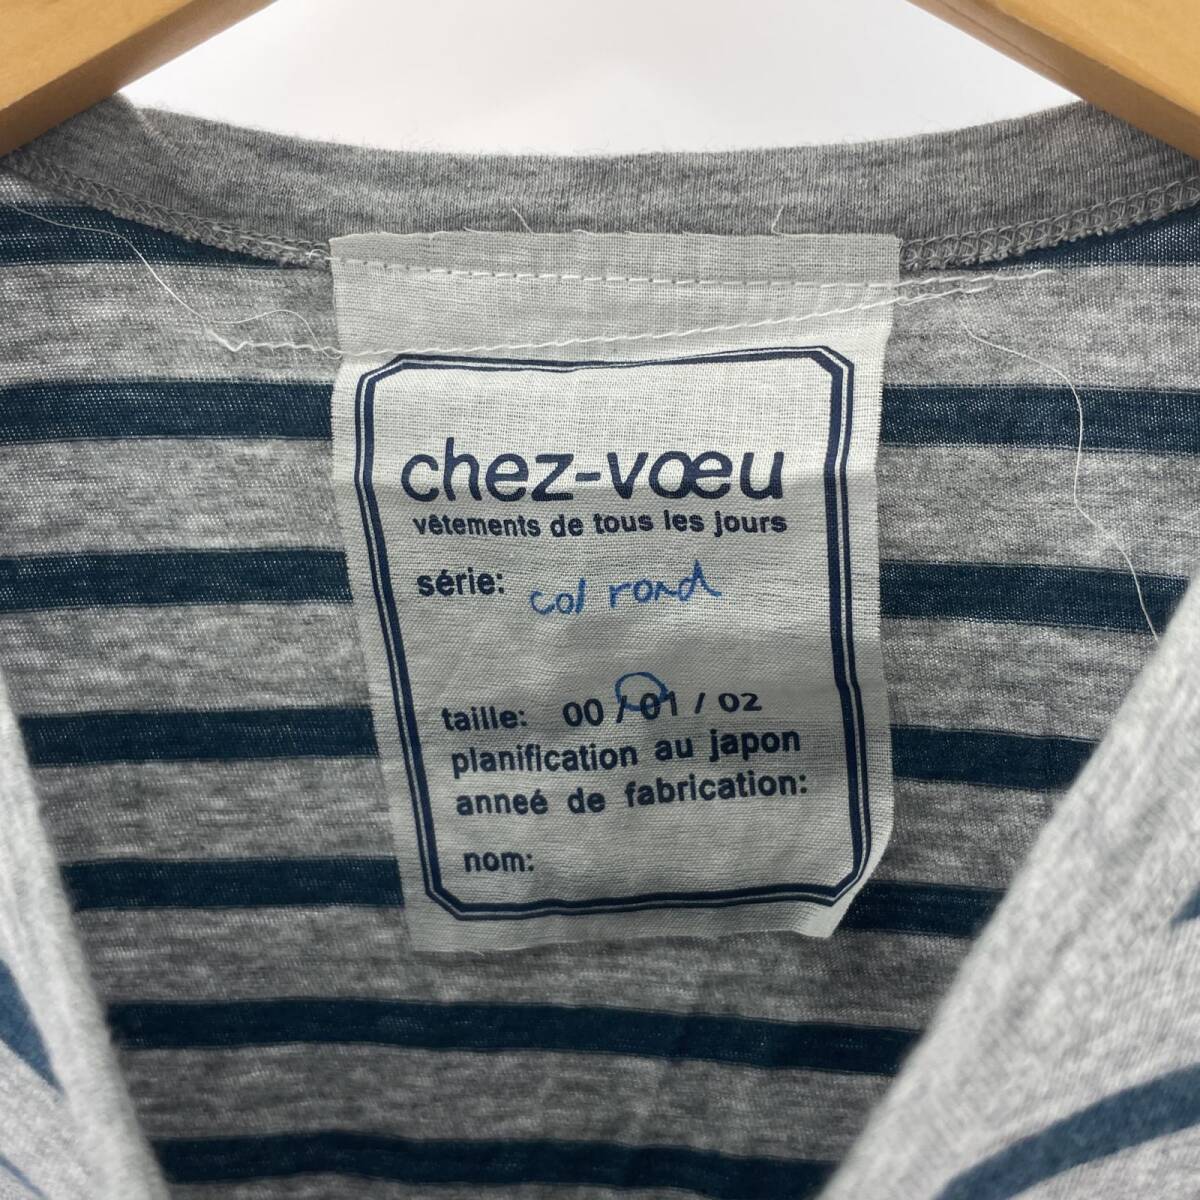 chez-vœu
vêtements de tous les jours
série: col rond
taille: 00 / 01 / 02
planification au japon
anneé de fabrication:
nom: